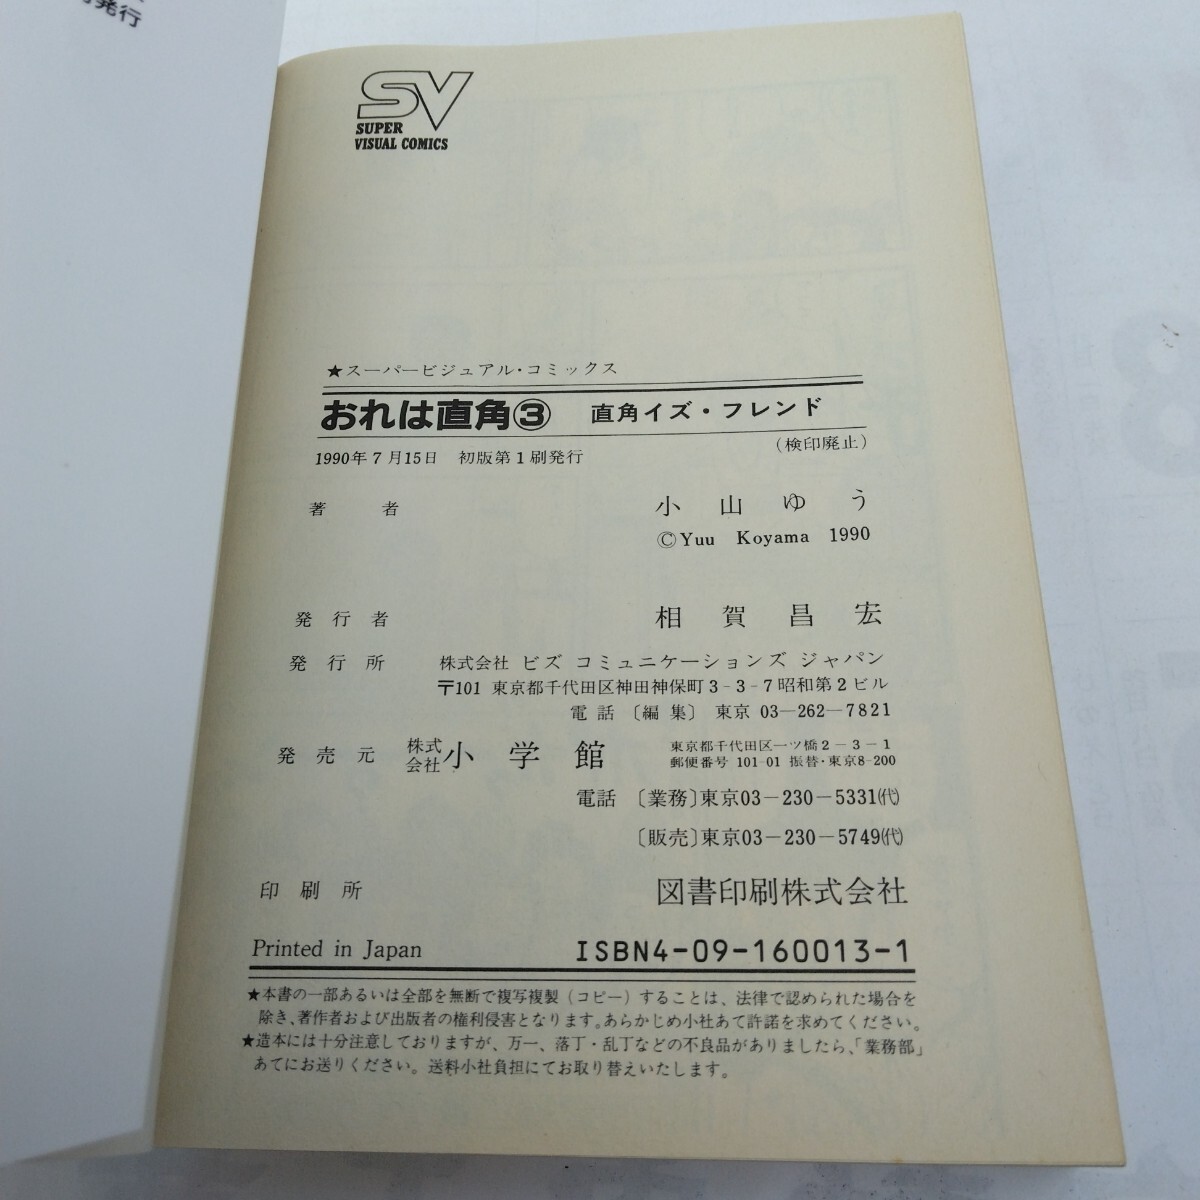 発行
SV
SUPER
VISUAL COMICS
★スーパービジュアル・コミックス
おれは直角③ 直角イズ・フレンド
(検印廃止)
1990年7月15日 初版第1刷発行
著者 小山ゆう
©Yuu Koyama 1990
発行者 相賀昌宏
発行所 株式会社 ビズ コミュニケーションズ ジャパン
〒101 東京都千代田区神田神保町3-3-7昭和第2ビル
電話〔編集〕東京 03—262—7821
発売元 株式会社 小学館 東京都千代田区一ツ橋2-3-1
郵便番号 101-01 振替・東京8-200
電話〔業務〕東京03-230-5331㈹
〔販売〕東京03-230-5749㈹
印刷所 図書印刷株式会社
Printed in Japan ISBN4-09-160013-1
★本書の一部あるいは全部を無断で複写複製(コピー)することは、法律で認められた場合を
除き、著作者および出版者の権利侵害となります。あらかじめ小社あて許諾を求めてください。
★造本には十分注意しておりますが、万一、落丁・乱丁などの不良品がありましたら、「業務部」
あてにお送りください。送料小社負担にてお取り替えいたします。